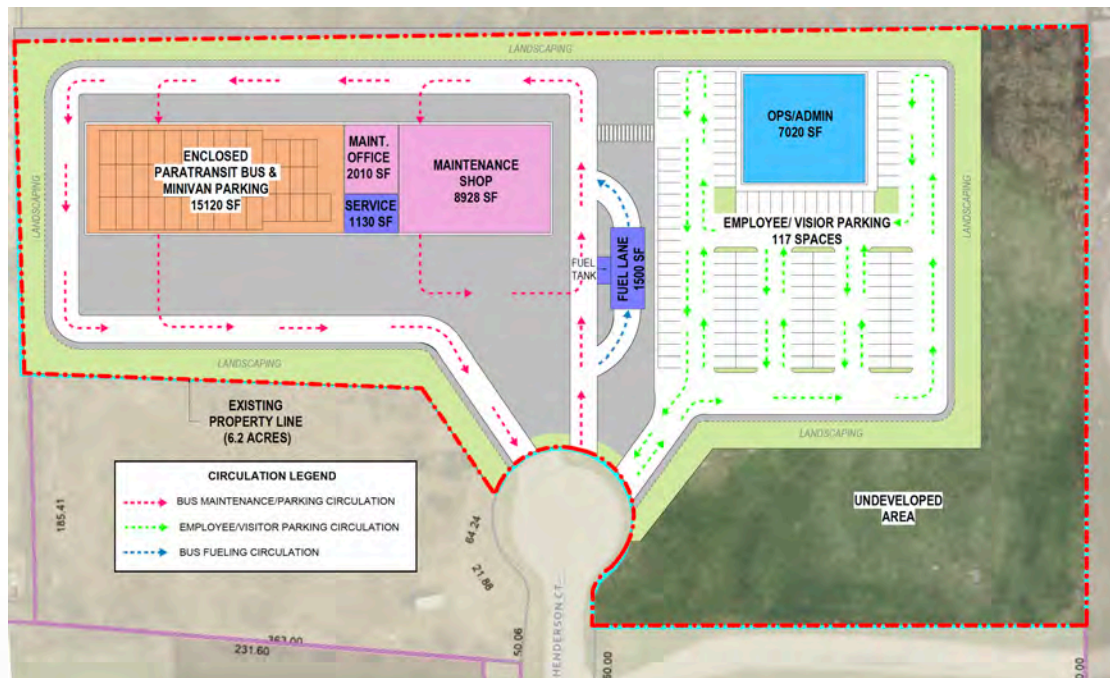 LANDSCAPING
OPS/ADMIN
7020 SF
ENCLOSED
PARATRANSIT BUS &
MINIVAN PARKING
15120 SF
MAINT.
OFFICE
2010 SF
SERVICE
1130 SF
MAINTENANCE
SHOP
8928 SF
LANDSCAPING
EMPLOYEE/ VISIOR PARKING
117 SPACES
LANDSCAPING
FUEL
TANK
FUEL LANE
1500 SF
LANDSCAPING
EXISTING
PROPERTY LINE
(6.2 ACRES)
LANDSCAPING
CIRCULATION LEGEND
BUS MAINTENANCE/PARKING CIRCULATION
EMPLOYEE/VISITOR PARKING CIRCULATION
BUS FUELING CIRCULATION
UNDEVELOPED
AREA
185.41
64.24
21.88
HENDERSON CT
50.06
363.00
231.60
60.00